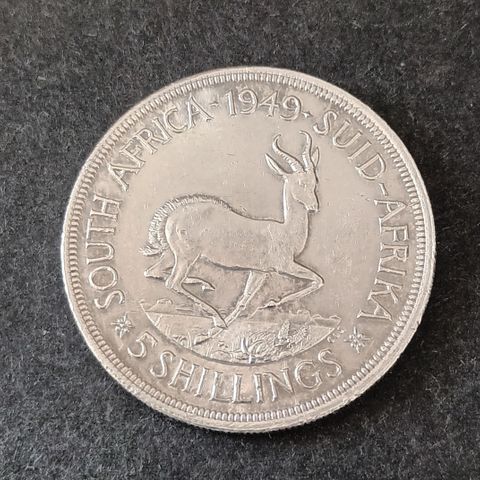 SOUTH AFRICA · 1949 · SUID-AFRIKA
5 SHILLINGS